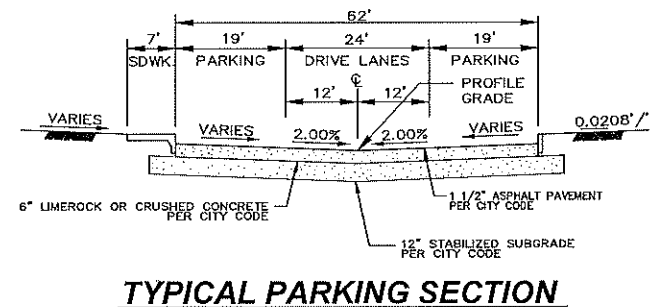 62'
7' 19' 24' 19'
SDWK. PARKING DRIVE LANES PARKING
℄
12' 12'
PROFILE
GRADE
VARIES VARIES 2.00% 2.00% VARIES 0.0208'/'
6" LIMEROCK OR CRUSHED CONCRETE
PER CITY CODE
1 1/2" ASPHALT PAVEMENT
PER CITY CODE
12" STABILIZED SUBGRADE
PER CITY CODE
TYPICAL PARKING SECTION